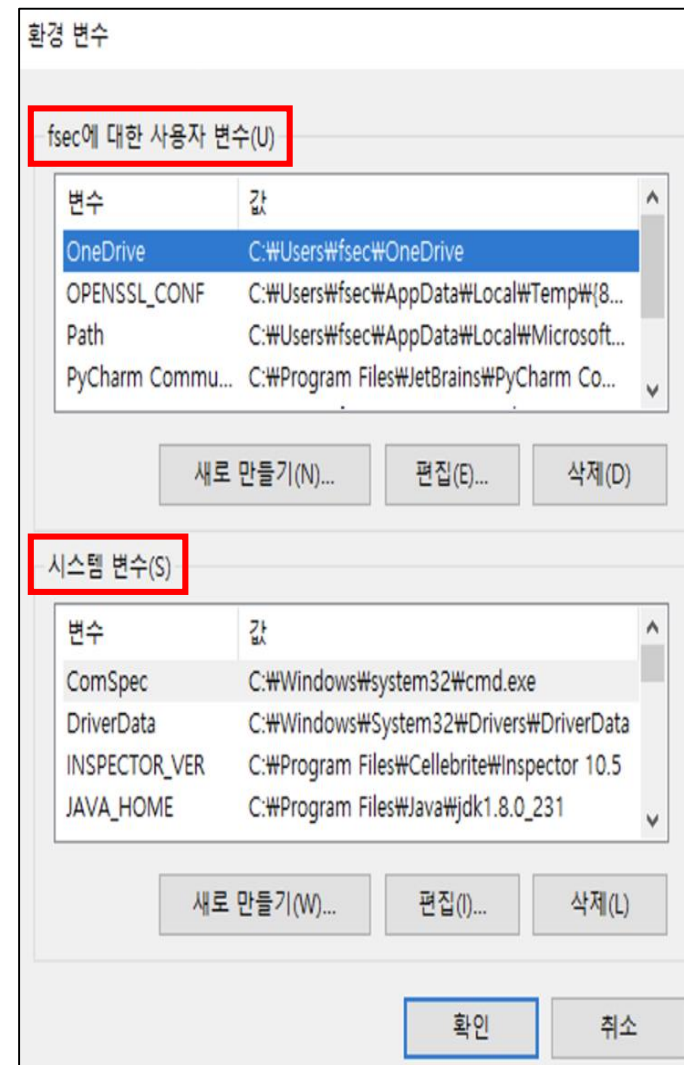 환경 변수
fsec에 대한 사용자 변수(U)
변수 값
OneDrive C:₩Users₩fsec₩OneDrive
OPENSSL_CONF C:₩Users₩fsec₩AppData₩Local₩Temp₩{8...
Path C:₩Users₩fsec₩AppData₩Local₩Microsoft...
PyCharm Commu... C:₩Program Files₩JetBrains₩PyCharm Co...
새로 만들기(N)... 편집(E)... 삭제(D)
시스템 변수(S)
변수 값
ComSpec C:₩Windows₩system32₩cmd.exe
DriverData C:₩Windows₩System32₩Drivers₩DriverData
INSPECTOR_VER C:₩Program Files₩Cellebrite₩Inspector 10.5
JAVA_HOME C:₩Program Files₩Java₩jdk1.8.0_231
새로 만들기(W)... 편집(I)... 삭제(L)
확인 취소